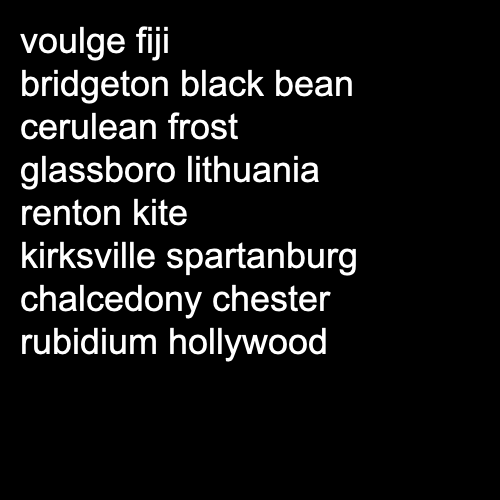 voulge fiji
bridgeton black bean
cerulean frost
glassboro lithuania
renton kite
kirksville spartanburg
chalcedony chester
rubidium hollywood